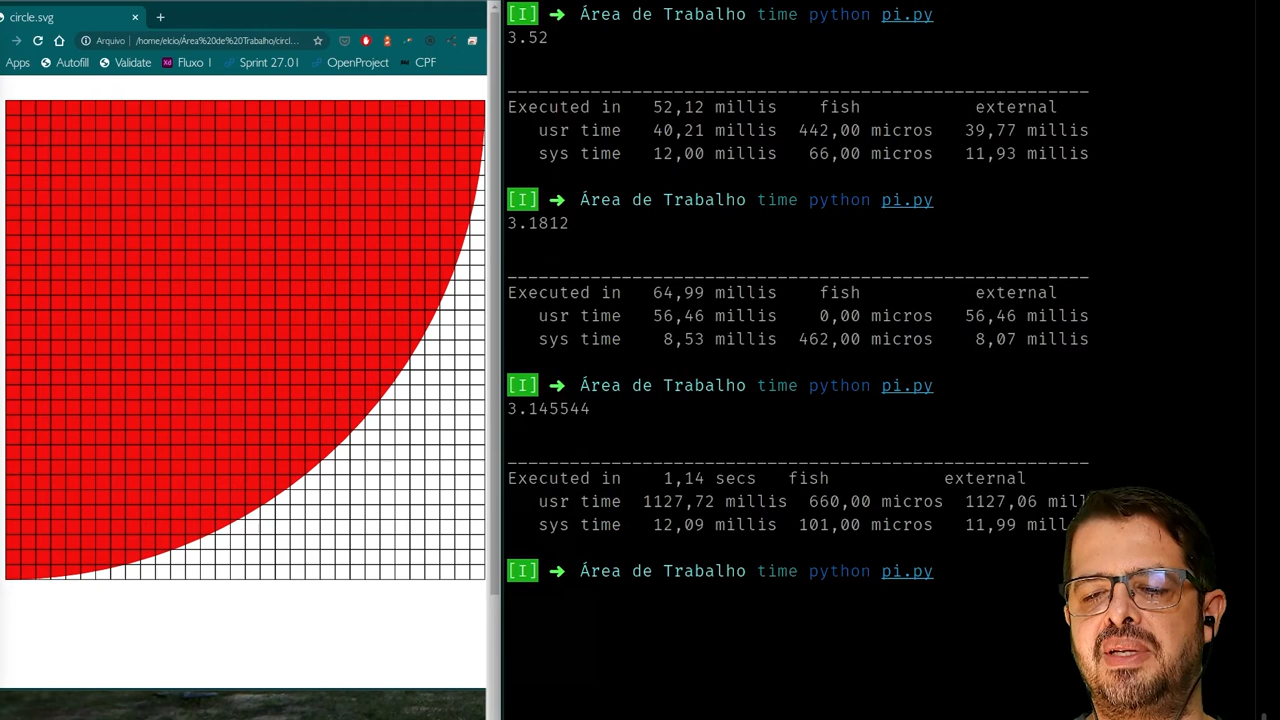 circle.svg
Arquivo /home/elcio/Área%20de%20Trabalho/circl...
Apps Autofill Validate Fluxo 1 Sprint 27.01 OpenProject CPF
[I] ➜ Área de Trabalho time python pi.py
3.52
Executed in 52,12 millis fish external
usr time 40,21 millis 442,00 micros 39,77 millis
sys time 12,00 millis 66,00 micros 11,93 millis
[I] ➜ Área de Trabalho time python pi.py
3.1812
Executed in 64,99 millis fish external
usr time 56,46 millis 0,00 micros 56,46 millis
sys time 8,53 millis 462,00 micros 8,07 millis
[I] ➜ Área de Trabalho time python pi.py
3.145544
Executed in 1,14 secs fish external
usr time 1127,72 millis 660,00 micros 1127,06 mill
sys time 12,09 millis 101,00 micros 11,99 mill
[I] ➜ Área de Trabalho time python pi.py